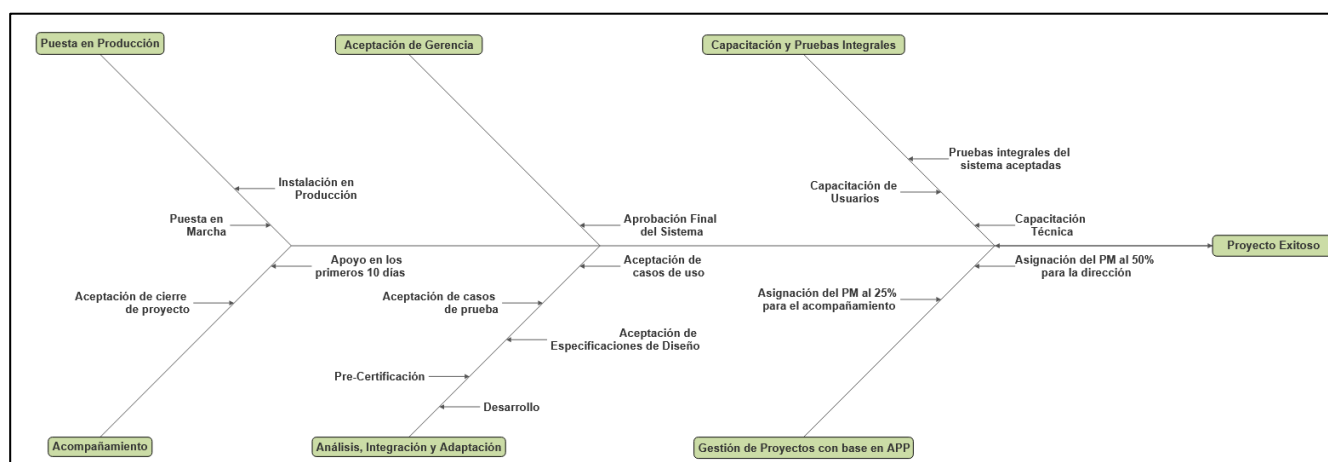 Puesta en Producción
Aceptación de Gerencia
Capacitación y Pruebas Integrales
Pruebas integrales del
sistema aceptadas
Instalación en
Producción
Capacitación de
Usuarios
Puesta en
Marcha
Aprobación Final
del Sistema
Capacitación
Técnica
Proyecto Exitoso
Apoyo en los
primeros 10 días
Aceptación de
casos de uso
Asignación del PM al 50%
para la dirección
Aceptación de cierre
de proyecto
Aceptación de casos
de prueba
Asignación del PM al 25%
para el acompañamiento
Aceptación de
Especificaciones de Diseño
Pre-Certificación
Desarrollo
Acompañamiento
Análisis, Integración y Adaptación
Gestión de Proyectos con base en APP